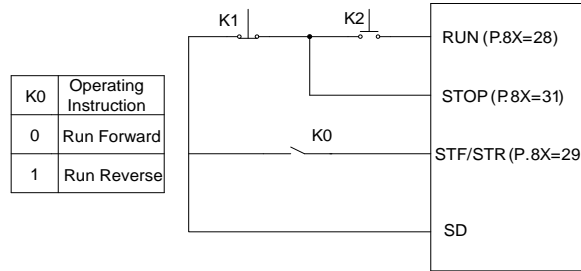 K1
K2
RUN (P.8X=28)
STOP (P.8X=31)
K0
STF/STR (P.8X=29
SD
K0 Operating Instruction
0 Run Forward
1 Run Reverse